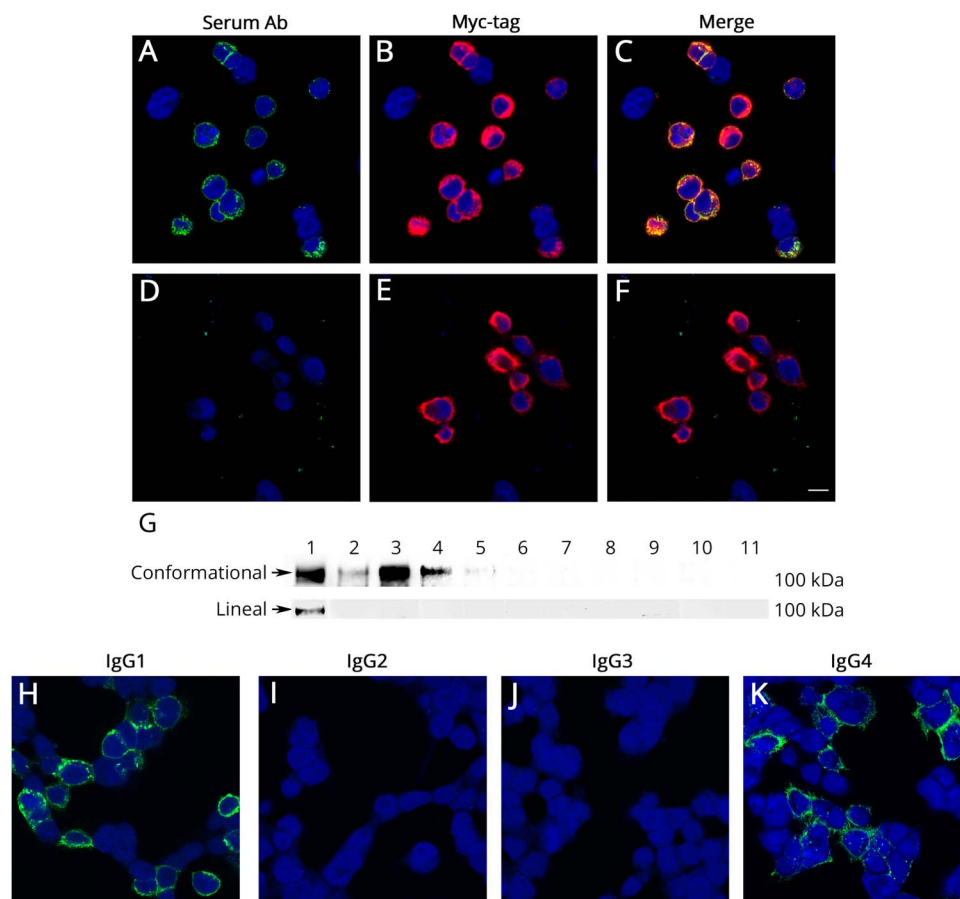 Serum Ab Myc-tag Merge
A B C
D E F
G
1 2 3 4 5 6 7 8 9 10 11
Conformational 100 kDa
Lineal 100 kDa
IgG1 IgG2 IgG3 IgG4
H I J K